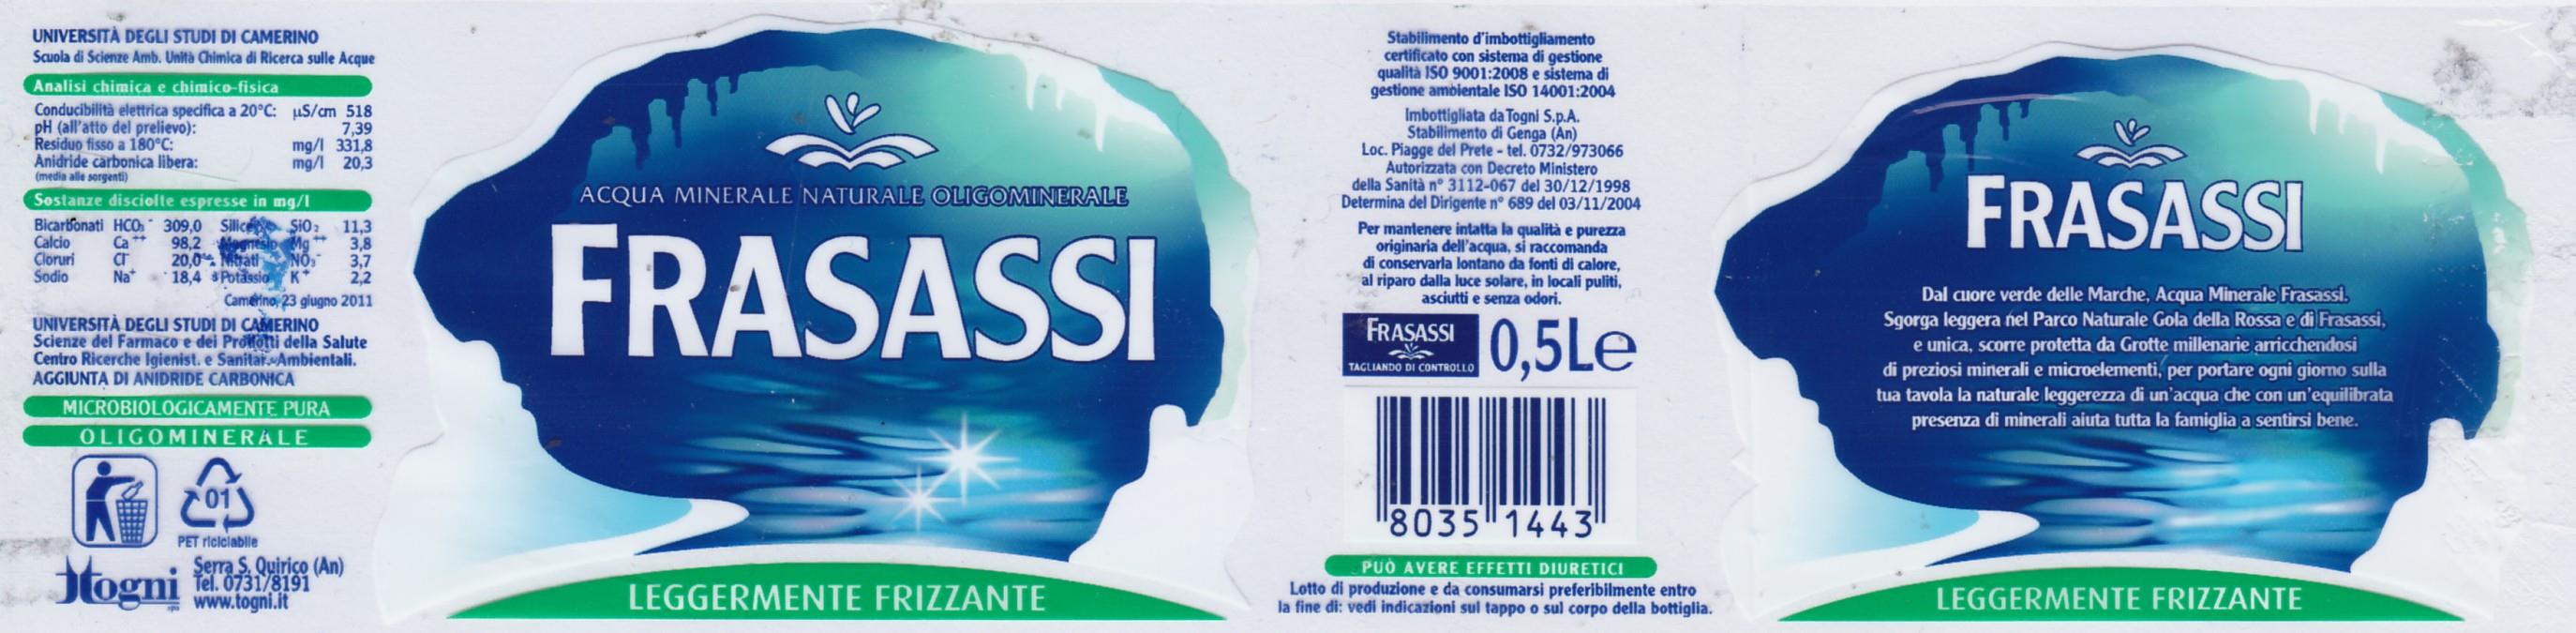 UNIVERSITÀ DEGLI STUDI DI CAMERINO
Scuola di Scienze Amb. Unità Chimica di Ricerca sulle Acque
Analisi chimica e chimico-fisica
Conducibilità elettrica specifica a 20°C: µS/cm 518
pH (all'atto del prelievo): 7,39
Residuo fisso a 180°C: mg/l 331,8
Anidride carbonica libera: mg/l 20,3
(media alle sorgenti)
Sostanze disciolte espresse in mg/l
Bicarbonati HCO₃⁻ 309,0 Silice SiO₂ 11,3
Calcio Ca⁺⁺ 98,2 Magnesio Mg⁺⁺ 3,8
Cloruri Cl⁻ 20,0 Nitrati NO₃⁻ 3,7
Sodio Na⁺ 18,4 Potassio K⁺ 2,2
Camerino, 23 giugno 2011
UNIVERSITÀ DEGLI STUDI DI CAMERINO
Scienze del Farmaco e dei Prodotti della Salute
Centro Ricerche Igienist. e Sanitar. Ambientali.
AGGIUNTA DI ANIDRIDE CARBONICA
MICROBIOLOGICAMENTE PURA
OLIGOMINERALE
01
PET riciclabile
Togni spa
Serra S. Quirico (An)
Tel. 0731/8191
www.togni.it
ACQUA MINERALE NATURALE OLIGOMINERALE
FRASASSI
LEGGERMENTE FRIZZANTE
Stabilimento d'imbottigliamento
certificato con sistema di gestione
qualità ISO 9001:2008 e sistema di
gestione ambientale ISO 14001:2004
Imbottigliata da Togni S.p.A.
Stabilimento di Genga (An)
Loc. Piagge del Prete - tel. 0732/973066
Autorizzata con Decreto Ministero
della Sanità n° 3112-067 del 30/12/1998
Determina del Dirigente n° 689 del 03/11/2004
Per mantenere intatta la qualità e purezza
originaria dell'acqua, si raccomanda
di conservarla lontano da fonti di calore,
al riparo dalla luce solare, in locali puliti,
asciutti e senza odori.
FRASASSI
TAGLIANDO DI CONTROLLO
0,5L e
8035 1443
PUÒ AVERE EFFETTI DIURETICI
Lotto di produzione e da consumarsi preferibilmente entro
la fine di: vedi indicazioni sul tappo o sul corpo della bottiglia.
FRASASSI
Dal cuore verde delle Marche, Acqua Minerale Frasassi.
Sgorga leggera nel Parco Naturale Gola della Rossa e di Frasassi,
e unica, scorre protetta da Grotte millenarie arricchendosi
di preziosi minerali e microelementi, per portare ogni giorno sulla
tua tavola la naturale leggerezza di un'acqua che con un'equilibrata
presenza di minerali aiuta tutta la famiglia a sentirsi bene.
LEGGERMENTE FRIZZANTE